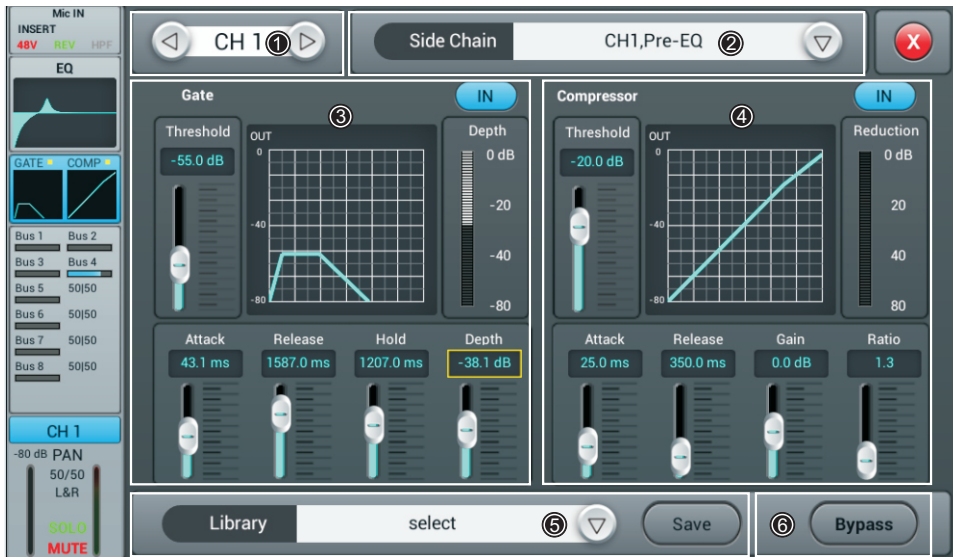 Mic IN
INSERT
48V REV HPF
EQ
GATE COMP
Bus 1 Bus 2
Bus 3 Bus 4
Bus 5 50|50
Bus 6 50|50
Bus 7 50|50
Bus 8 50|50
CH 1
-80 dB PAN
50/50
L&R
SOLO
MUTE
CH 1 ①
Side Chain CH1,Pre-EQ ②
X
Gate IN
③
Threshold
-55.0 dB
OUT
0
-40
-80
Depth
0 dB
-20
-40
-80
Attack Release Hold Depth
43.1 ms 1587.0 ms 1207.0 ms -38.1 dB
Compressor IN
④
Threshold
-20.0 dB
OUT
0
-40
-80
Reduction
0 dB
20
40
80
Attack Release Gain Ratio
25.0 ms 350.0 ms 0.0 dB 1.3
Library select ⑤ Save
⑥ Bypass